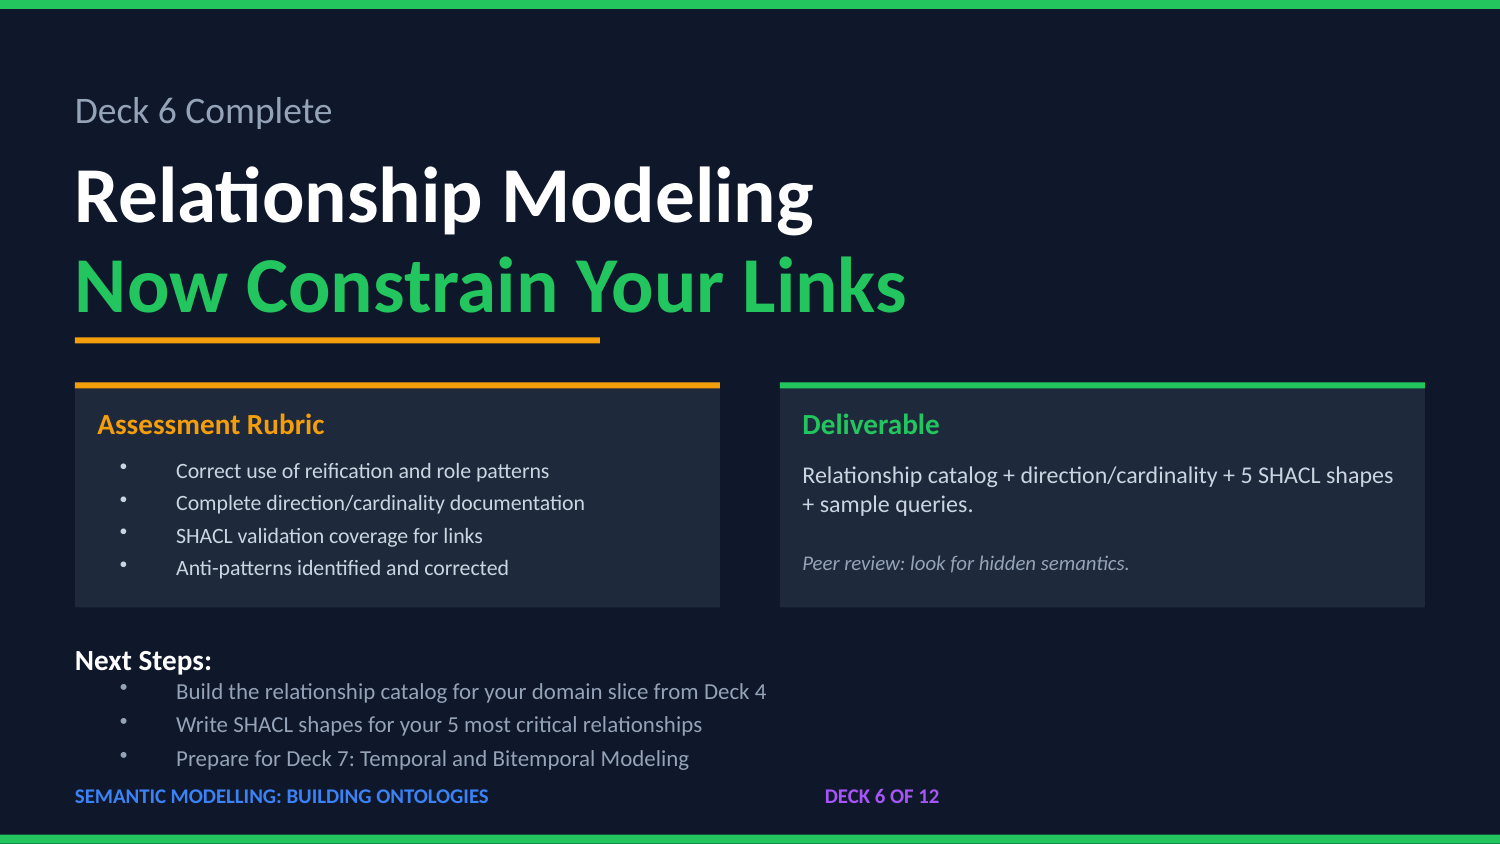 Deck 6 Complete
Relationship Modeling
Now Constrain Your Links
Assessment Rubric
• Correct use of reification and role patterns
• Complete direction/cardinality documentation
• SHACL validation coverage for links
• Anti-patterns identified and corrected
Deliverable
Relationship catalog + direction/cardinality + 5 SHACL shapes
+ sample queries.
Peer review: look for hidden semantics.
Next Steps:
• Build the relationship catalog for your domain slice from Deck 4
• Write SHACL shapes for your 5 most critical relationships
• Prepare for Deck 7: Temporal and Bitemporal Modeling
SEMANTIC MODELLING: BUILDING ONTOLOGIES
DECK 6 OF 12